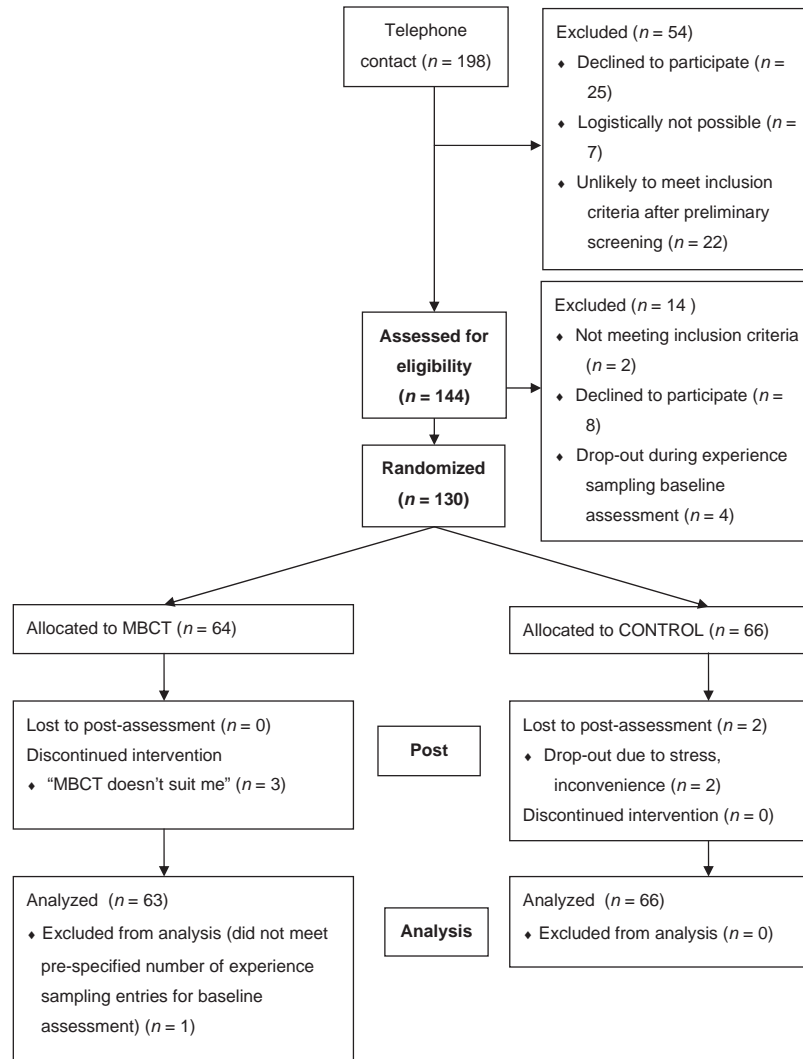 Telephone
contact (n = 198)
Excluded (n = 54)
♦ Declined to participate (n =
25)
♦ Logistically not possible (n =
7)
♦ Unlikely to meet inclusion
criteria after preliminary
screening (n = 22)
Assessed for
eligibility
(n = 144)
Excluded (n = 14 )
♦ Not meeting inclusion criteria
(n = 2)
♦ Declined to participate (n =
8)
♦ Drop-out during experience
sampling baseline
assessment (n = 4)
Randomized
(n = 130)
Allocated to MBCT (n = 64)
Allocated to CONTROL (n = 66)
Lost to post-assessment (n = 0)
Discontinued intervention
♦ “MBCT doesn’t suit me” (n = 3)
Post
Lost to post-assessment (n = 2)
♦ Drop-out due to stress,
inconvenience (n = 2)
Discontinued intervention (n = 0)
Analyzed (n = 63)
♦ Excluded from analysis (did not meet
pre-specified number of experience
sampling entries for baseline
assessment) (n = 1)
Analysis
Analyzed (n = 66)
♦ Excluded from analysis (n = 0)